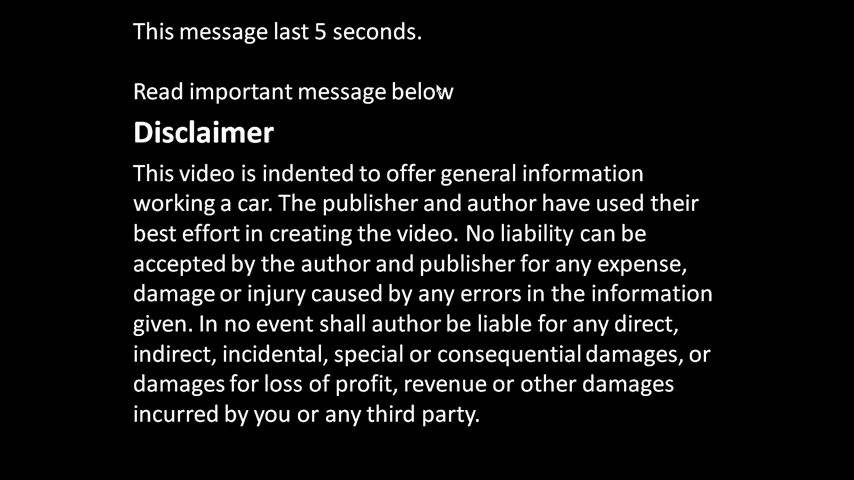 This message last 5 seconds.
Read important message below
Disclaimer
This video is indented to offer general information
working a car. The publisher and author have used their
best effort in creating the video. No liability can be
accepted by the author and publisher for any expense,
damage or injury caused by any errors in the information
given. In no event shall author be liable for any direct,
indirect, incidental, special or consequential damages, or
damages for loss of profit, revenue or other damages
incurred by you or any third party.